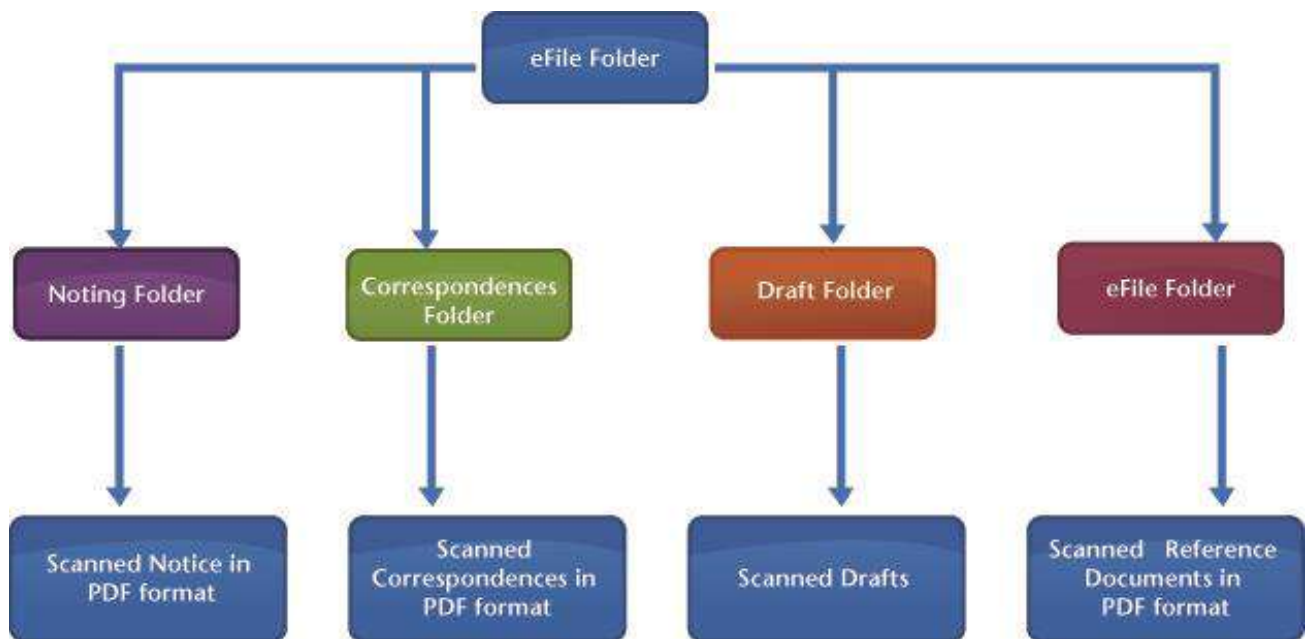 eFile Folder
Noting Folder
Correspondences
Folder
Draft Folder
eFile Folder
Scanned Notice in
PDF format
Scanned
Correspondences in
PDF format
Scanned Drafts
Scanned Reference
Documents in
PDF format